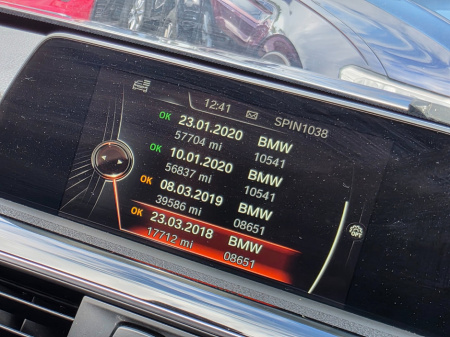 12:41 SPIN1038
OK 23.01.2020 BMW
57704 mi 10541
OK 10.01.2020 BMW
56837 mi 10541
OK 08.03.2019 BMW
39586 mi 08651
OK 23.03.2018 BMW
17712 mi 08651
OFF